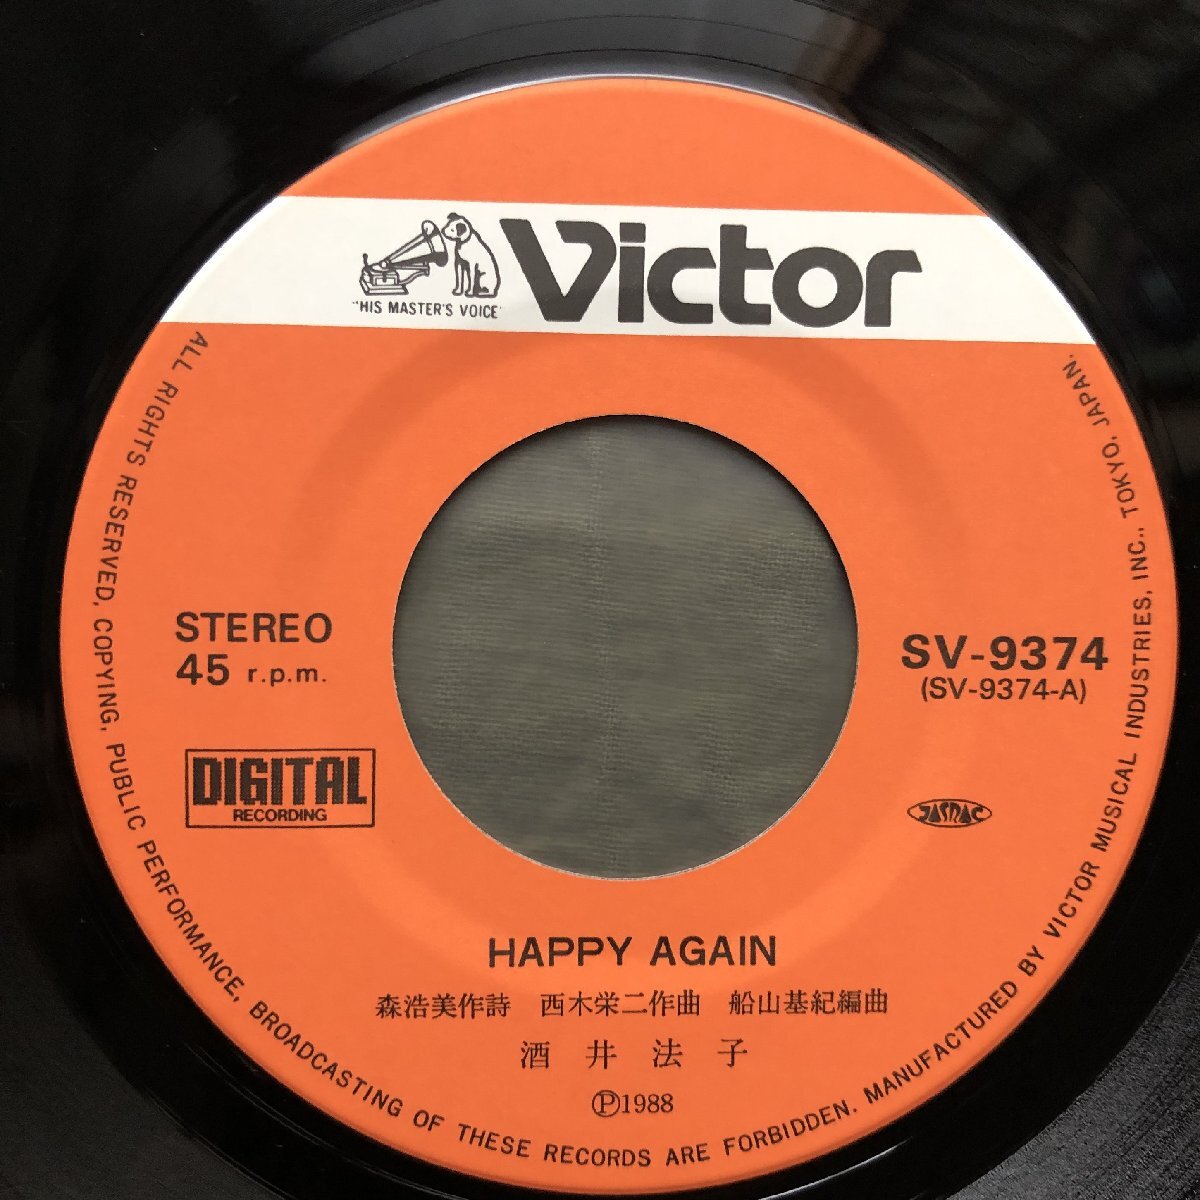 Victor
"HIS MASTER'S VOICE"
STEREO
45 r.p.m.
SV-9374
(SV-9374-A)
DIGITAL
RECORDING
JASRAC
HAPPY AGAIN
森浩美作詩 西木栄二作曲 船山基紀編曲
酒井法子
Ⓟ1988
ALL RIGHTS RESERVED, COPYING, PUBLIC PERFORMANCE, BROADCASTING OF THESE RECORDS ARE FORBIDDEN. MANUFACTURED BY VICTOR MUSICAL INDUSTRIES, INC., TOKYO, JAPAN.